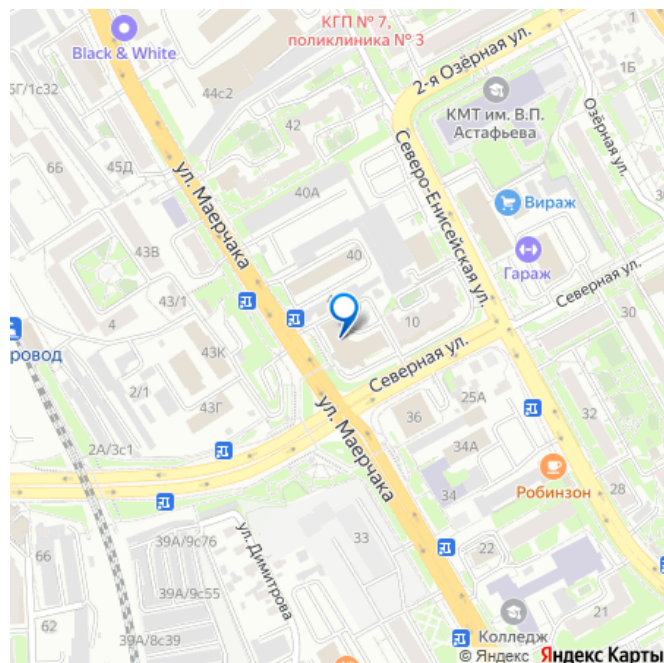 КГП № 7,
поликлиника № 3
Black & White
2-я Озёрная ул.
1Б
6Г/1с32
44с2
КМТ им. В.П.
Астафьева
Озёрная ул.
42
6Б
45Д
ул. Маерчака
Северо-Енисейская ул.
40А
Вираж
43В
40
Гараж
Северная ул.
43/1
4
10
30
ровод
43К
Северная ул.
2/1
25А
43Г
ул. Маерчака
36
32
2А/3с1
34А
Робинзон
34
28
39А/9с76
ул. Димитрова
33
66
22
39А/9с55
21
62
39А/8с39
Колледж
© Яндекс Яндекс Карты